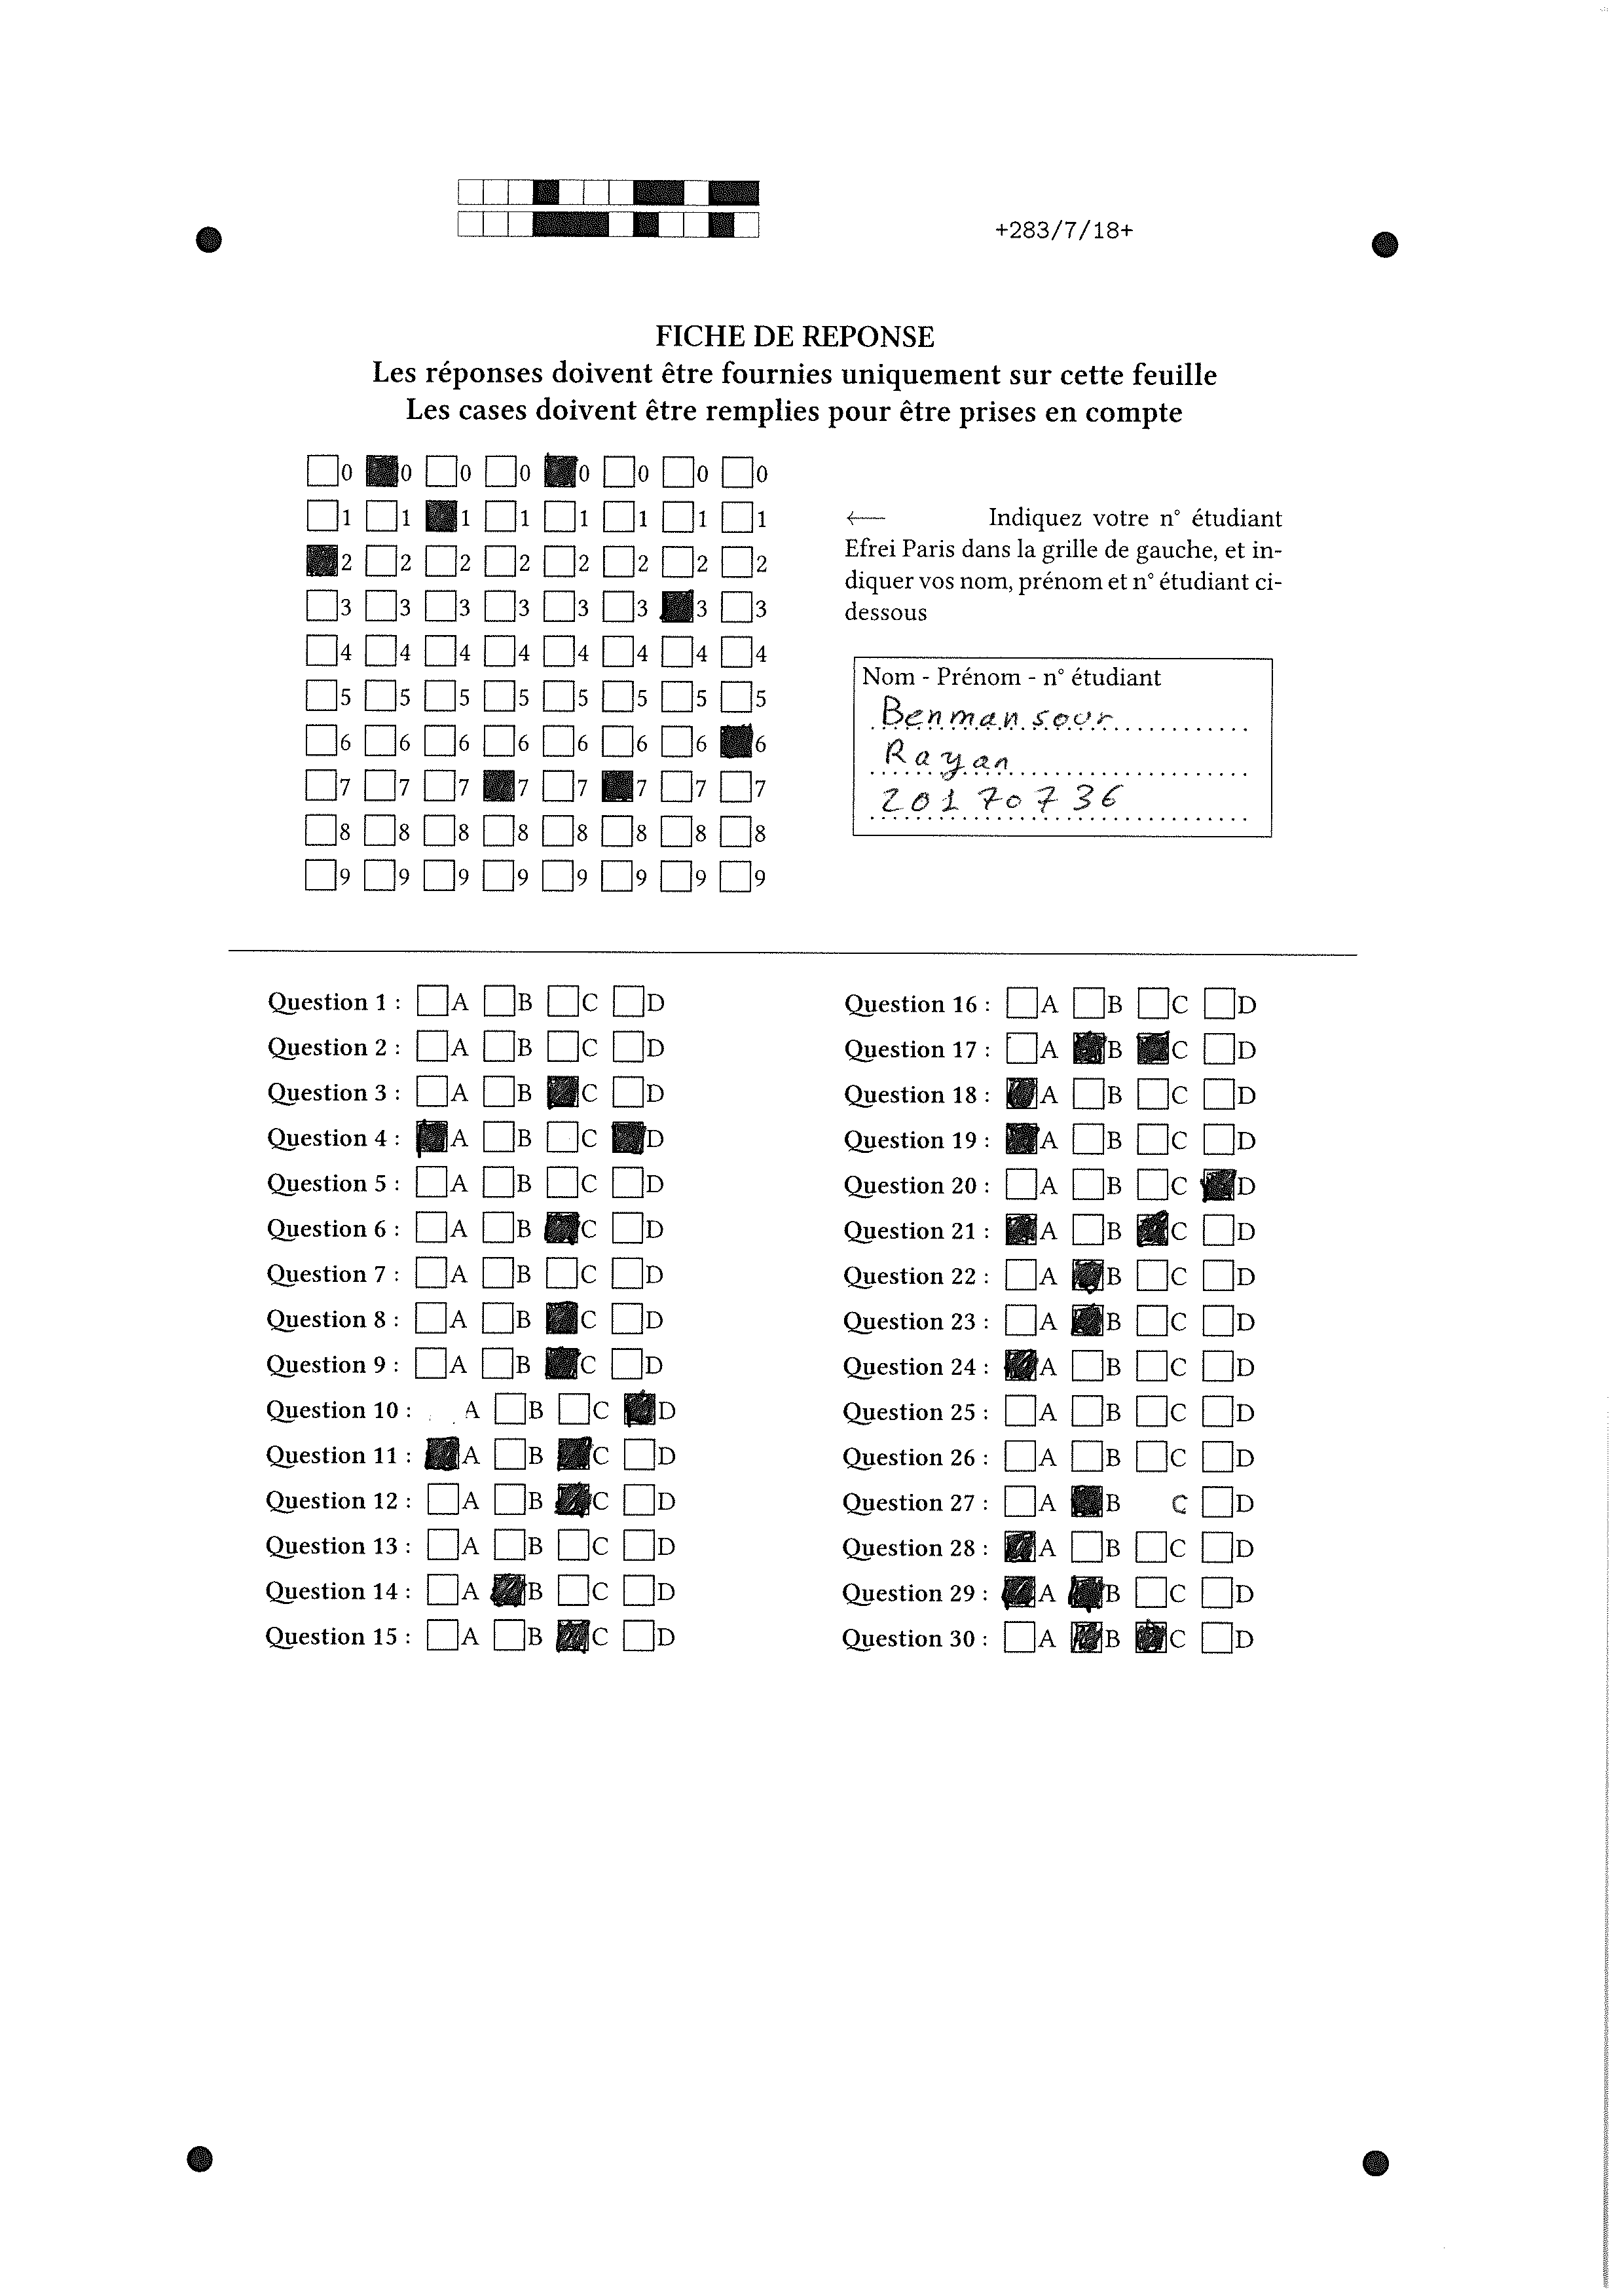 +283/7/18+
FICHE DE REPONSE
Les réponses doivent être fournies uniquement sur cette feuille
Les cases doivent être remplies pour être prises en compte
0 0 0 0 0 0 0 0
1 1 1 1 1 1 1 1
2 2 2 2 2 2 2 2
3 3 3 3 3 3 3 3
4 4 4 4 4 4 4 4
5 5 5 5 5 5 5 5
6 6 6 6 6 6 6 6
7 7 7 7 7 7 7 7
8 8 8 8 8 8 8 8
9 9 9 9 9 9 9 9
← Indiquez votre n° étudiant
Efrei Paris dans la grille de gauche, et in-
diquer vos nom, prénom et n° étudiant ci-
dessous
Nom - Prénom - n° étudiant
Benmansour
Rayan
20170736
Question 1 : A B C D
Question 2 : A B C D
Question 3 : A B C D
Question 4 : A B C D
Question 5 : A B C D
Question 6 : A B C D
Question 7 : A B C D
Question 8 : A B C D
Question 9 : A B C D
Question 10 : A B C D
Question 11 : A B C D
Question 12 : A B C D
Question 13 : A B C D
Question 14 : A B C D
Question 15 : A B C D
Question 16 : A B C D
Question 17 : A B C D
Question 18 : A B C D
Question 19 : A B C D
Question 20 : A B C D
Question 21 : A B C D
Question 22 : A B C D
Question 23 : A B C D
Question 24 : A B C D
Question 25 : A B C D
Question 26 : A B C D
Question 27 : A B C D
Question 28 : A B C D
Question 29 : A B C D
Question 30 : A B C D